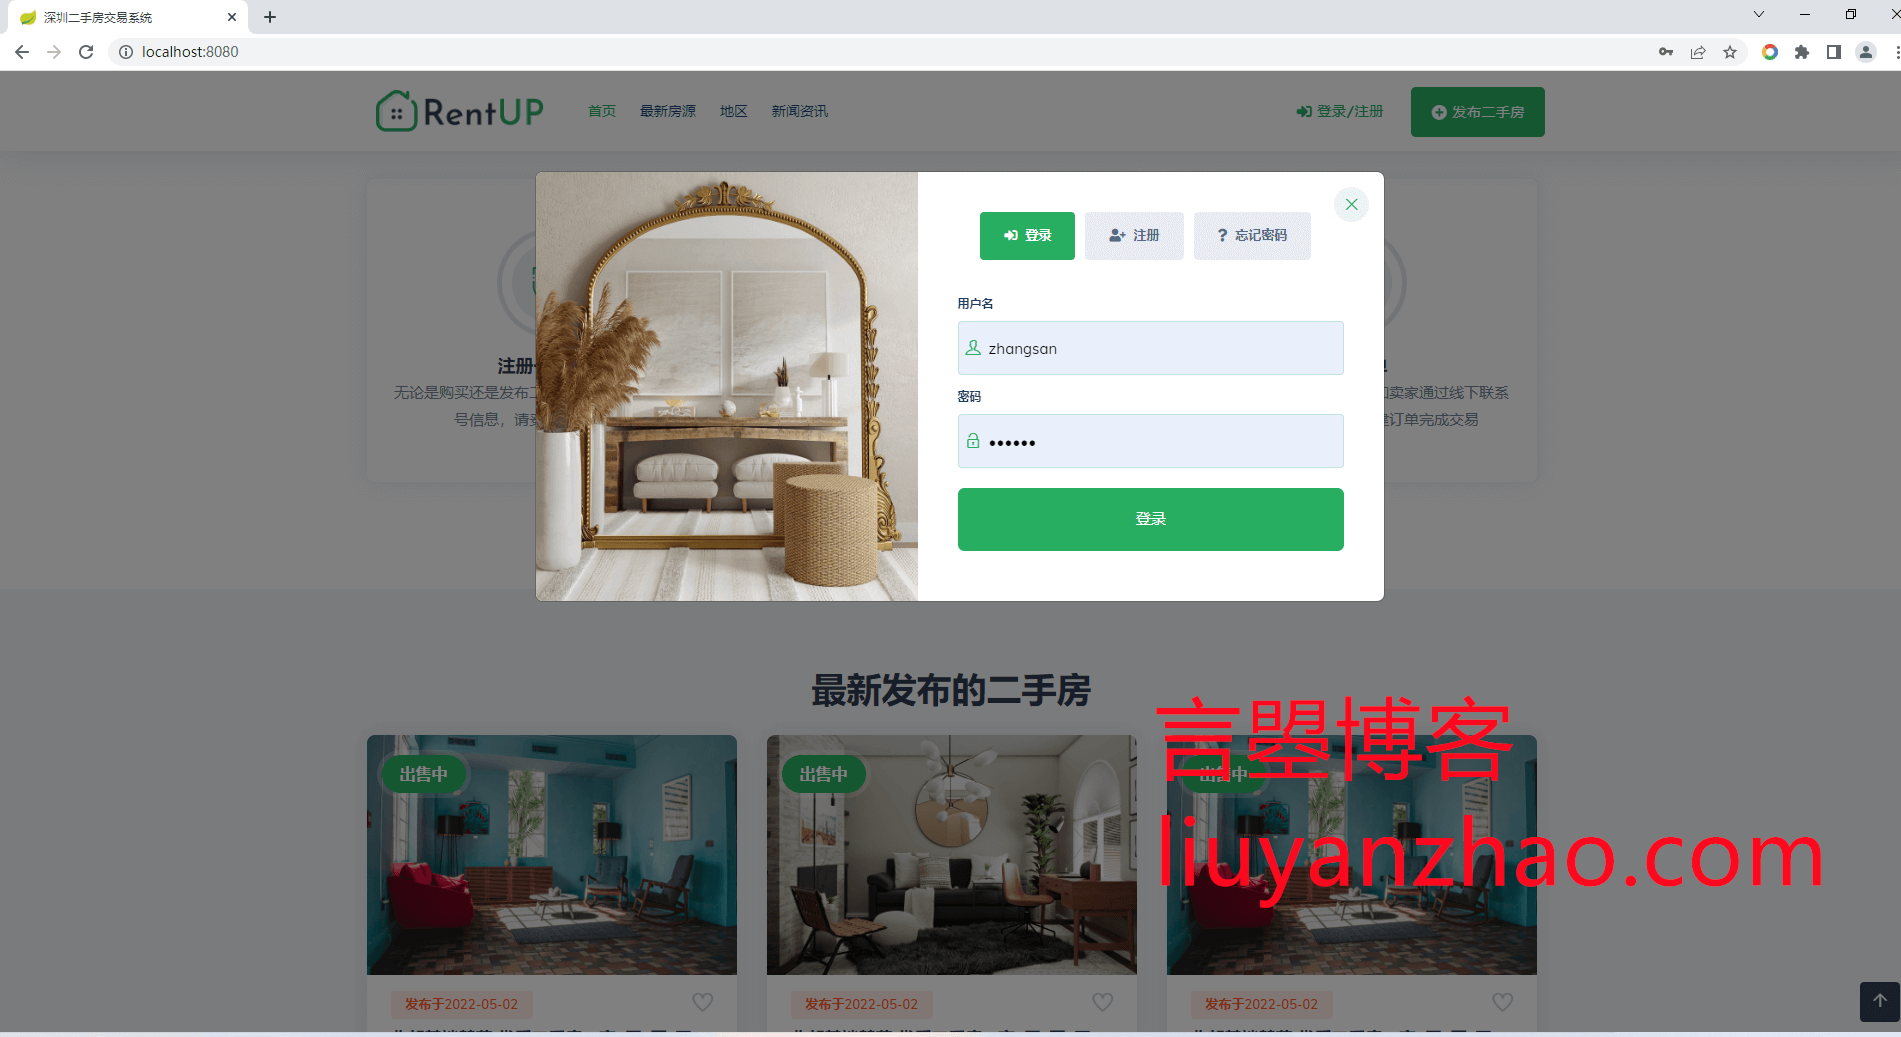 深圳二手房交易系统
localhost:8080
RentUP
首页
最新房源
地区
新闻资讯
登录/注册
发布二手房
登录
注册
忘记密码
用户名
zhangsan
密码
登录
注册
无论是购买还是发布
号信息，请
卖家通过线下联系
订单完成交易
最新发布的二手房
言曌博客
liuyanzhao.com
出售中
出售中
出售中
发布于2022-05-02
发布于2022-05-02
发布于2022-05-02